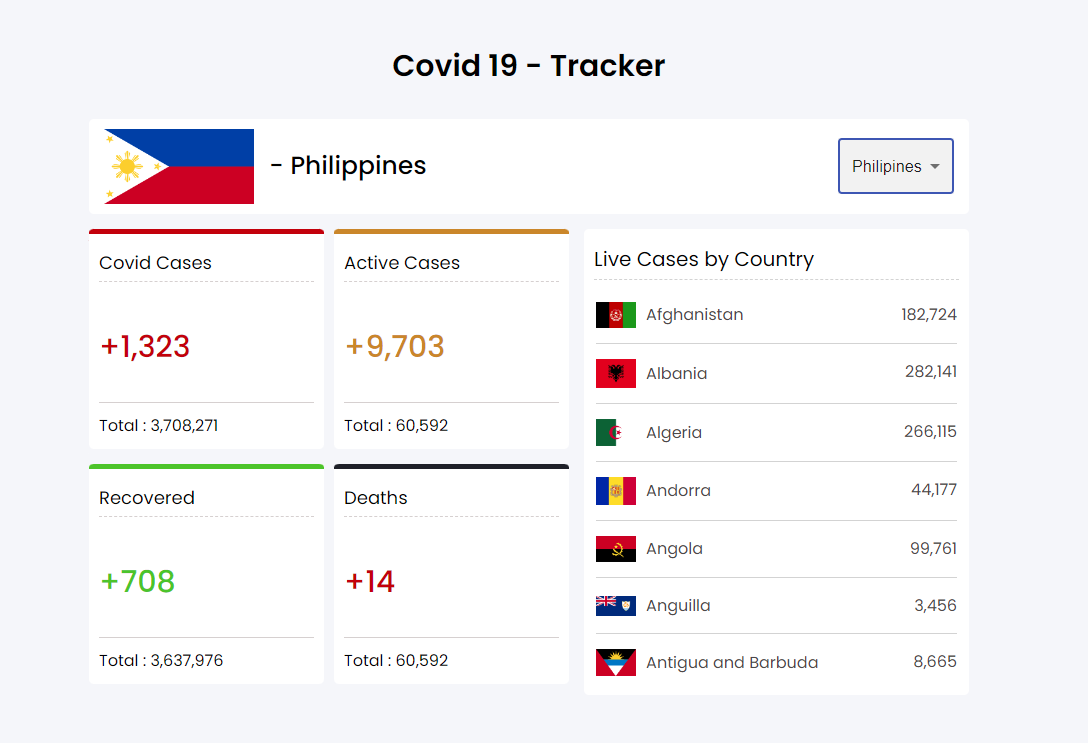 Covid 19 - Tracker
- Philippines
Philipines
Covid Cases
+1,323
Total : 3,708,271
Active Cases
+9,703
Total : 60,592
Recovered
+708
Total : 3,637,976
Deaths
+14
Total : 60,592
Live Cases by Country
Afghanistan 182,724
Albania 282,141
Algeria 266,115
Andorra 44,177
Angola 99,761
Anguilla 3,456
Antigua and Barbuda 8,665